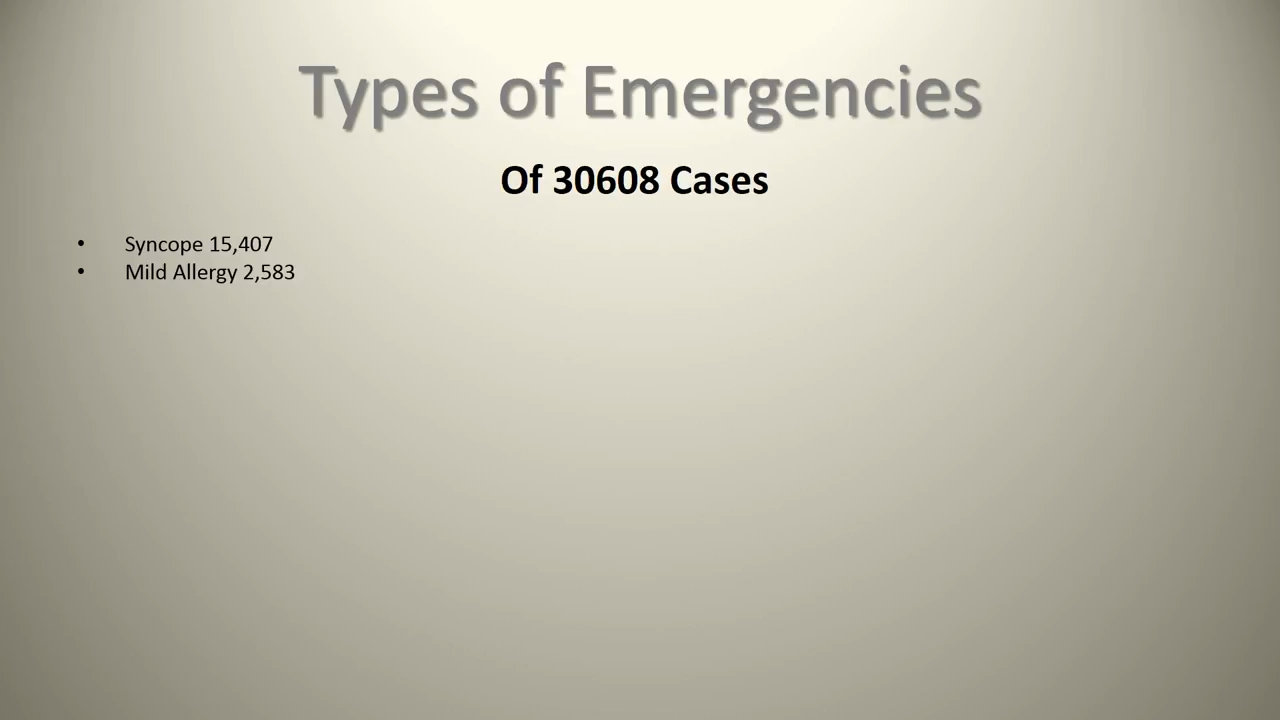 Types of Emergencies
Of 30608 Cases
• Syncope 15,407
• Mild Allergy 2,583